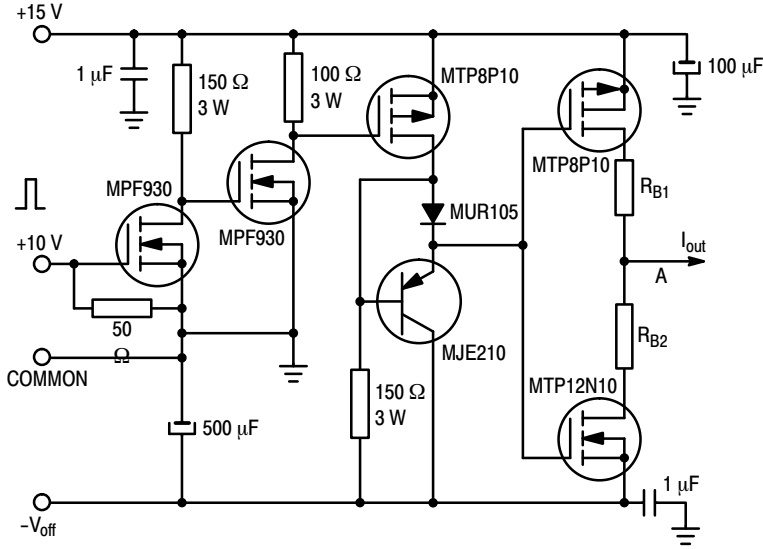 +15 V
1 μF
150 Ω
3 W
100 Ω
3 W
MTP8P10
100 μF
MTP8P10
MPF930
MPF930
MUR105
R_B1
+10 V
I_out
A
50
Ω
COMMON
MJE210
R_B2
MTP12N10
150 Ω
3 W
500 μF
1 μF
–V_off